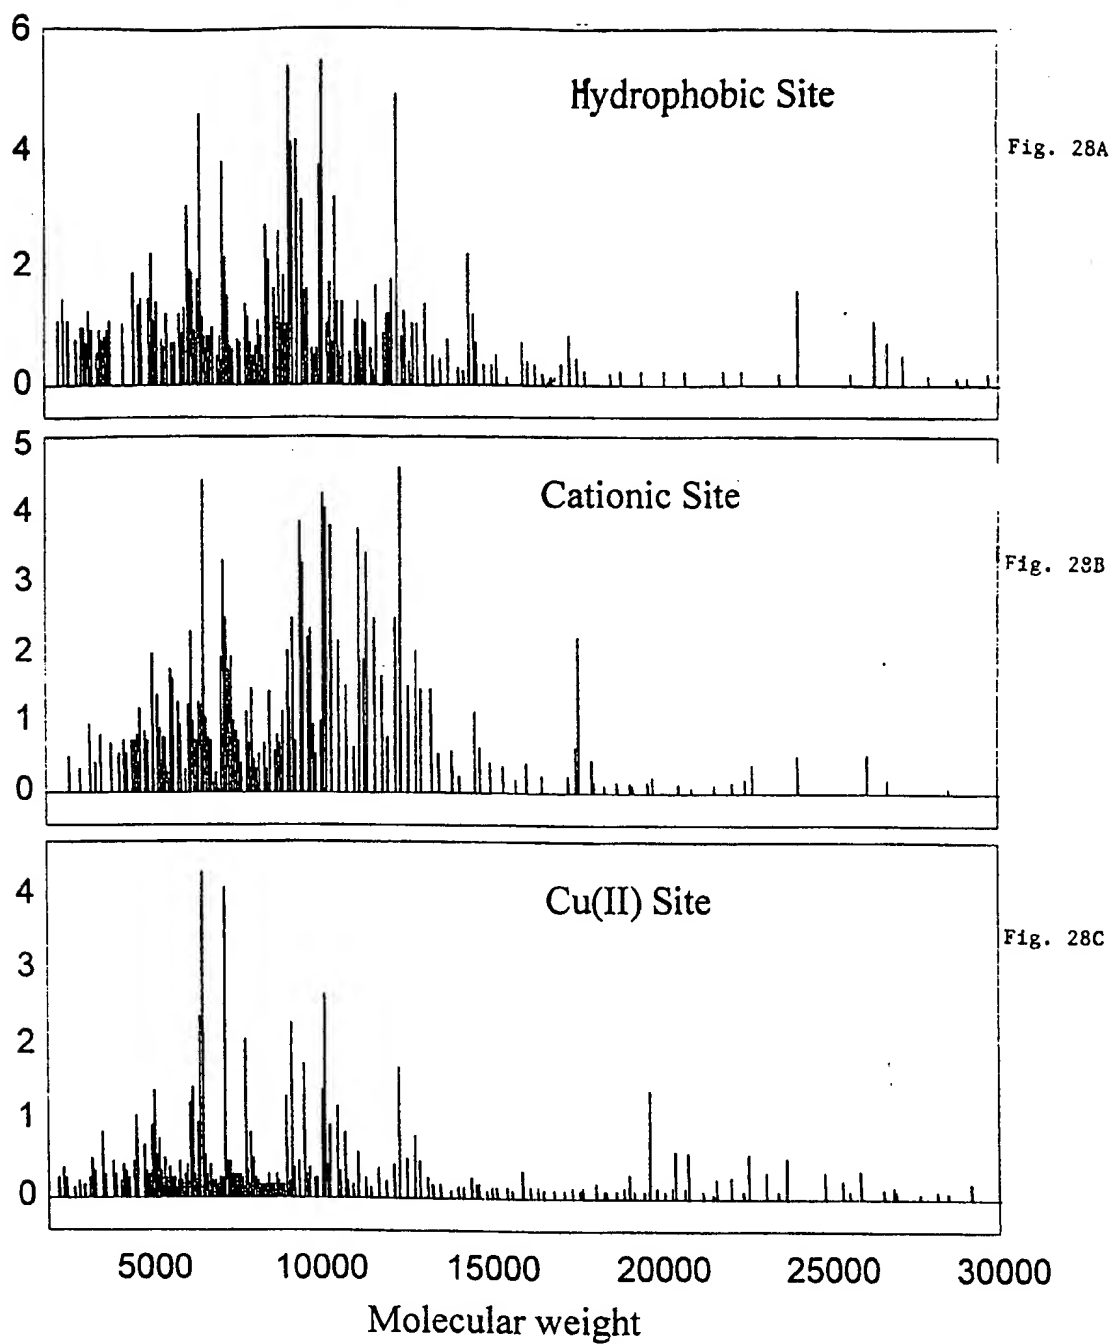 6
4
2
0
Hydrophobic Site
Fig. 28A
5
4
3
2
1
0
Cationic Site
Fig. 28B
4
3
2
1
0
Cu(II) Site
Fig. 28C
5000 10000 15000 20000 25000 30000
Molecular weight